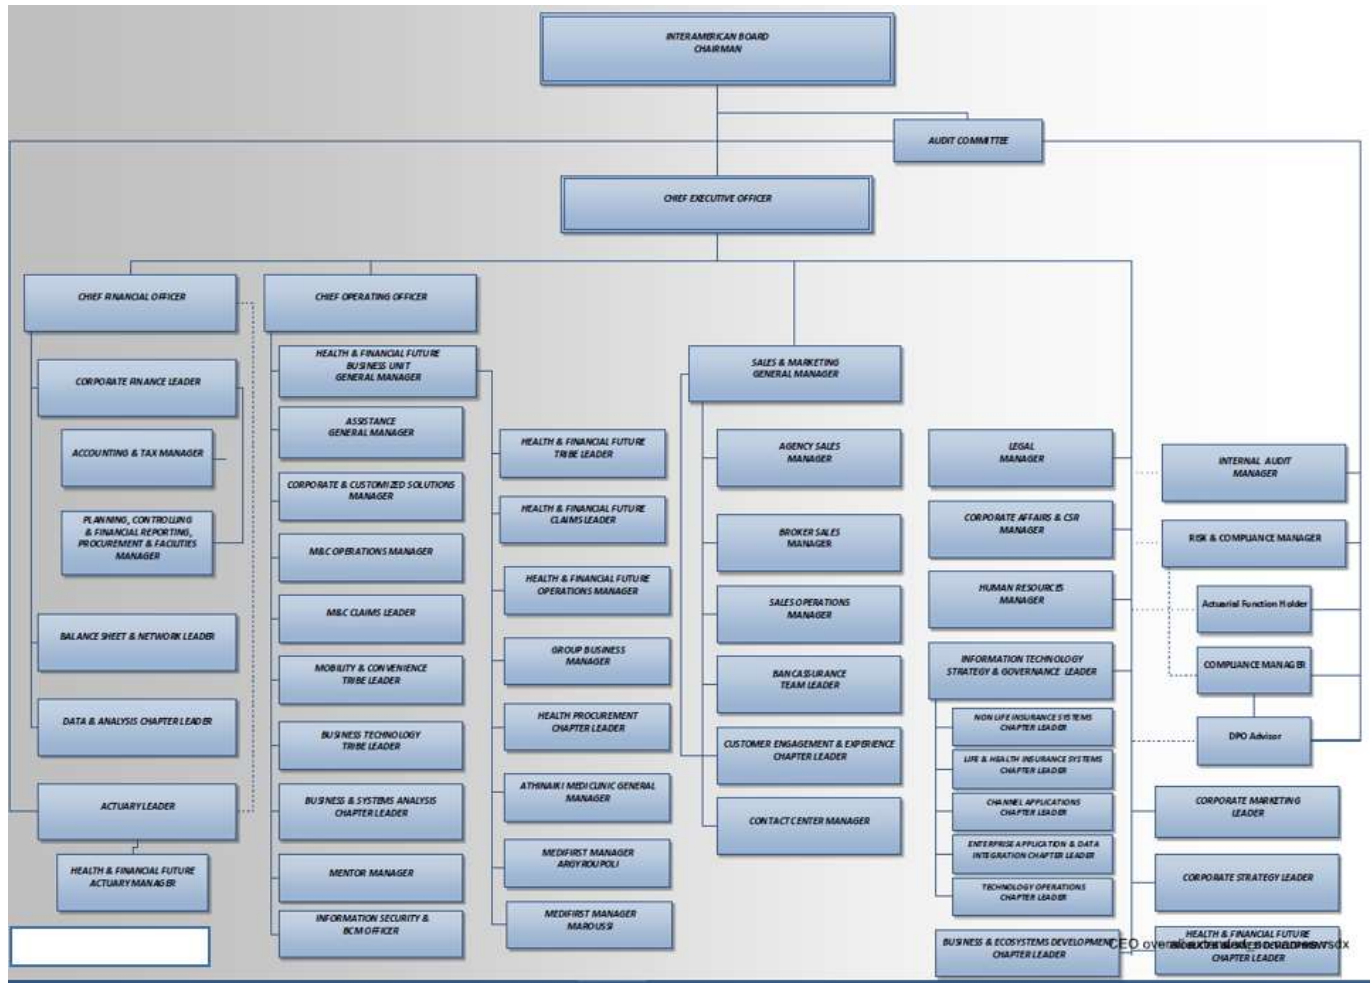 INTERAMERICAN BOARD
CHAIRMAN
AUDIT COMMITTEE
CHIEF EXECUTIVE OFFICER
CHIEF FINANCIAL OFFICER
CORPORATE FINANCE LEADER
ACCOUNTING & TAX MANAGER
PLANNING, CONTROLLING
& FINANCIAL REPORTING,
PROCUREMENT & FACILITIES
MANAGER
BALANCE SHEET & NETWORK LEADER
DATA & ANALYSIS CHAPTER LEADER
ACTUARY LEADER
HEALTH & FINANCIAL FUTURE
ACTUARY MANAGER
CHIEF OPERATING OFFICER
HEALTH & FINANCIAL FUTURE
BUSINESS UNIT
GENERAL MANAGER
ASSISTANCE
GENERAL MANAGER
CORPORATE & CUSTOMIZED SOLUTIONS
MANAGER
M&C OPERATIONS MANAGER
M&C CLAIMS LEADER
MOBILITY & CONVENIENCE
TRIBE LEADER
BUSINESS TECHNOLOGY
TRIBE LEADER
BUSINESS & SYSTEMS ANALYSIS
CHAPTER LEADER
MENTOR MANAGER
INFORMATION SECURITY &
BCM OFFICER
HEALTH & FINANCIAL FUTURE
TRIBE LEADER
HEALTH & FINANCIAL FUTURE
CLAIMS LEADER
HEALTH & FINANCIAL FUTURE
OPERATIONS MANAGER
GROUP BUSINESS
MANAGER
HEALTH PROCUREMENT
CHAPTER LEADER
ATHINAIKI MEDICLINIC GENERAL
MANAGER
MEDIFIRST MANAGER
ARGYROUPOLI
MEDIFIRST MANAGER
MAROUSSI
SALES & MARKETING
GENERAL MANAGER
AGENCY SALES
MANAGER
BROKER SALES
MANAGER
SALES OPERATIONS
MANAGER
BANCASSURANCE
TEAM LEADER
CUSTOMER ENGAGEMENT & EXPERIENCE
CHAPTER LEADER
CONTACT CENTER MANAGER
LEGAL
MANAGER
CORPORATE AFFAIRS & CSR
MANAGER
HUMAN RESOURCES
MANAGER
INFORMATION TECHNOLOGY
STRATEGY & GOVERNANCE LEADER
NON LIFE INSURANCE SYSTEMS
CHAPTER LEADER
LIFE & HEALTH INSURANCE SYSTEMS
CHAPTER LEADER
CHANNEL APPLICATIONS
CHAPTER LEADER
ENTERPRISE APPLICATION & DATA
INTEGRATION CHAPTER LEADER
TECHNOLOGY OPERATIONS
CHAPTER LEADER
BUSINESS & ECOSYSTEMS DEVELOPMENT
CHAPTER LEADER
INTERNAL AUDIT
MANAGER
RISK & COMPLIANCE MANAGER
Actuarial Function Holder
COMPLIANCE MANAGER
DPO Advisor
CORPORATE MARKETING
LEADER
CORPORATE STRATEGY LEADER
HEALTH & FINANCIAL FUTURE
CHAPTER LEADER
CEO